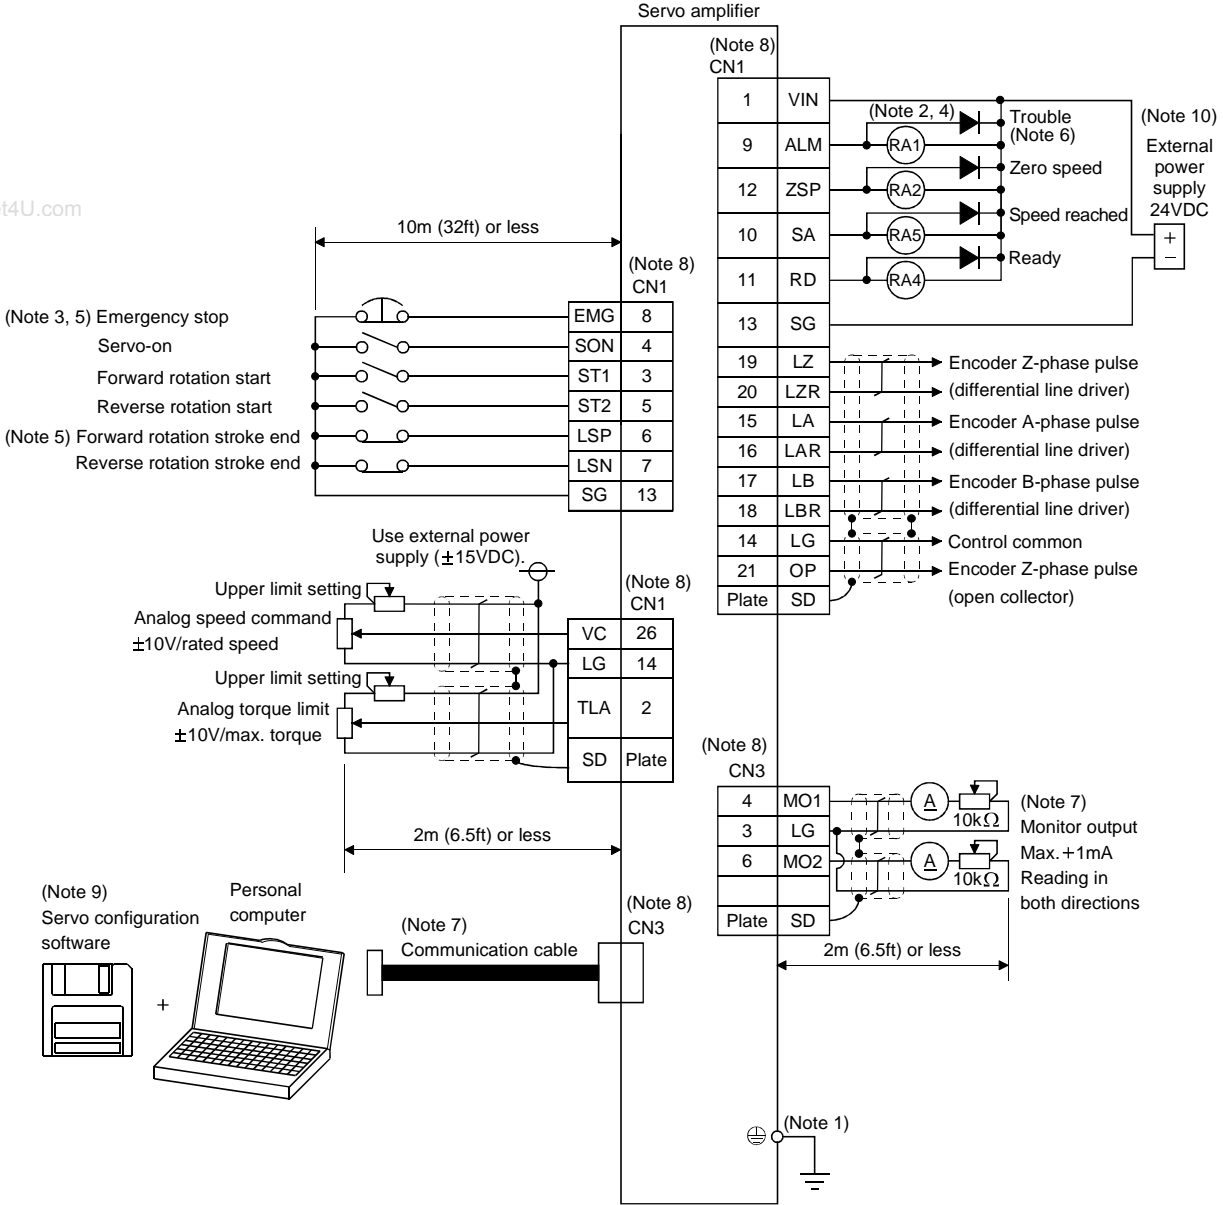 Servo amplifier
(Note 8)
CN1
1 VIN
9 ALM
12 ZSP
10 SA
11 RD
13 SG
19 LZ
20 LZR
15 LA
16 LAR
17 LB
18 LBR
14 LG
21 OP
Plate SD
(Note 2, 4)
RA1
RA2
RA5
RA4
Trouble
(Note 6)
Zero speed
Speed reached
Ready
(Note 10)
External
power
supply
24VDC
+
−
Encoder Z-phase pulse
(differential line driver)
Encoder A-phase pulse
(differential line driver)
Encoder B-phase pulse
(differential line driver)
Control common
Encoder Z-phase pulse
(open collector)
et4U.com
10m (32ft) or less
(Note 8)
CN1
(Note 3, 5) Emergency stop
Servo-on
Forward rotation start
Reverse rotation start
(Note 5) Forward rotation stroke end
Reverse rotation stroke end
EMG 8
SON 4
ST1 3
ST2 5
LSP 6
LSN 7
SG 13
Use external power
supply (±15VDC).
Upper limit setting
Analog speed command
±10V/rated speed
Upper limit setting
Analog torque limit
±10V/max. torque
(Note 8)
CN1
VC 26
LG 14
TLA 2
SD Plate
2m (6.5ft) or less
(Note 8)
CN3
4 MO1
3 LG
6 MO2
Plate SD
A
10kΩ
A
10kΩ
(Note 7)
Monitor output
Max.+1mA
Reading in
both directions
2m (6.5ft) or less
(Note 9)
Servo configuration
software
+
Personal
computer
(Note 7)
Communication cable
(Note 8)
CN3
(Note 1)